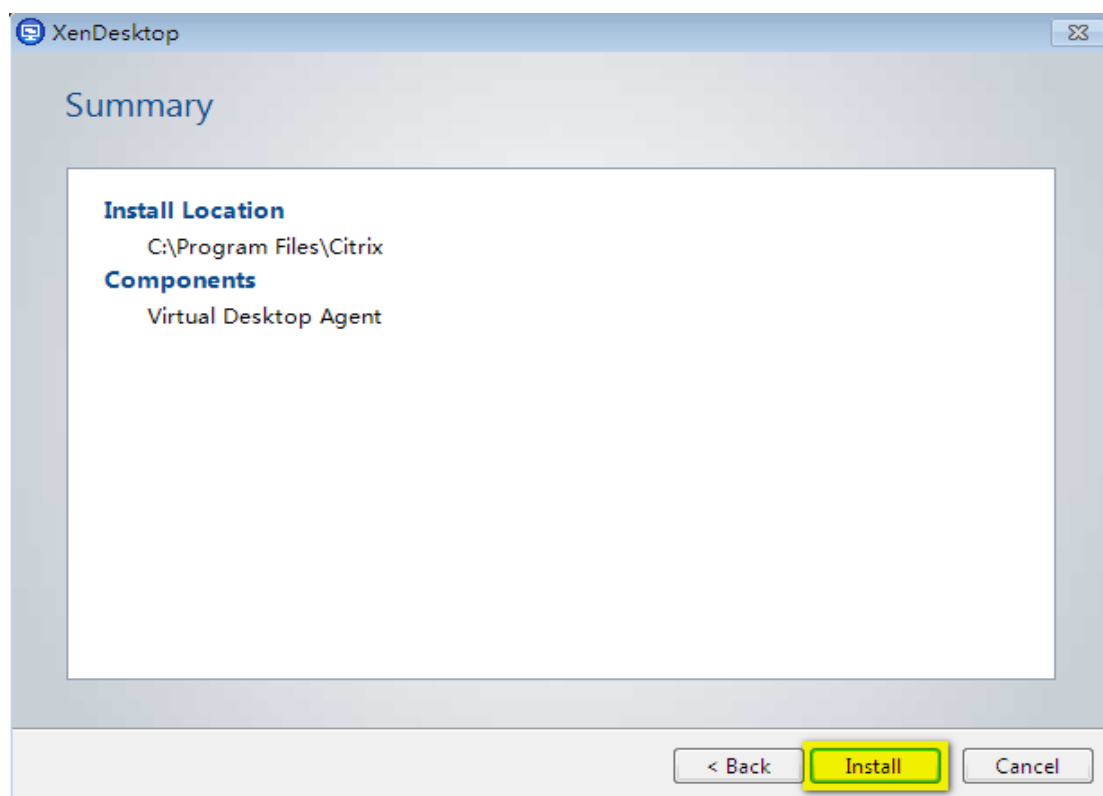 XenDesktop
Summary
Install Location
C:\Program Files\Citrix
Components
Virtual Desktop Agent
< Back Install Cancel